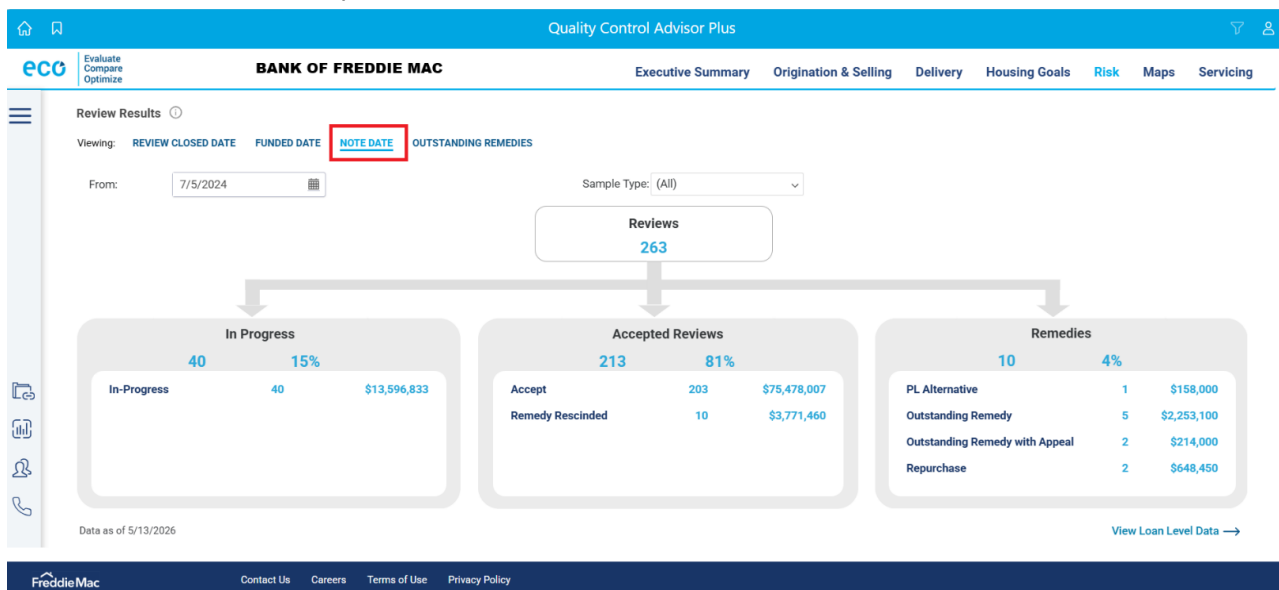 Quality Control Advisor Plus
eco Evaluate
Compare
Optimize
BANK OF FREDDIE MAC
Executive Summary Origination & Selling Delivery Housing Goals Risk Maps Servicing
Review Results
Viewing: REVIEW CLOSED DATE FUNDED DATE NOTE DATE OUTSTANDING REMEDIES
From: 7/5/2024 Sample Type: (All)
Reviews
263
In Progress
40 15%
In-Progress 40 $13,596,833
Accepted Reviews
213 81%
Accept 203 $75,478,007
Remedy Rescinded 10 $3,771,460
Remedies
10 4%
PL Alternative 1 $158,000
Outstanding Remedy 5 $2,253,100
Outstanding Remedy with Appeal 2 $214,000
Repurchase 2 $648,450
Data as of 5/13/2026
View Loan Level Data
Freddie Mac Contact Us Careers Terms of Use Privacy Policy